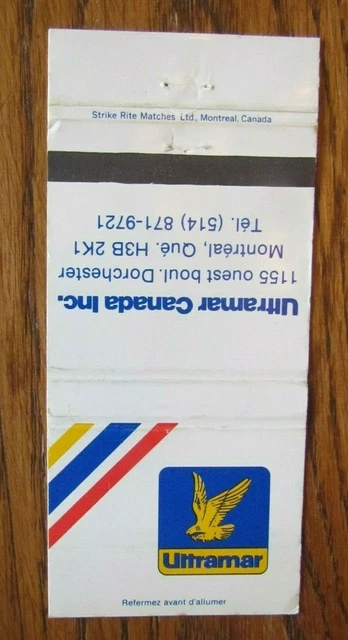 Strike Rite Matches Ltd., Montreal, Canada
Ultramar Canada Inc.
1155 ouest boul. Dorchester
Montréal, Qué. H3B 2K1
Tél. (514) 871-9721
Ultramar
Refermez avant d'allumer